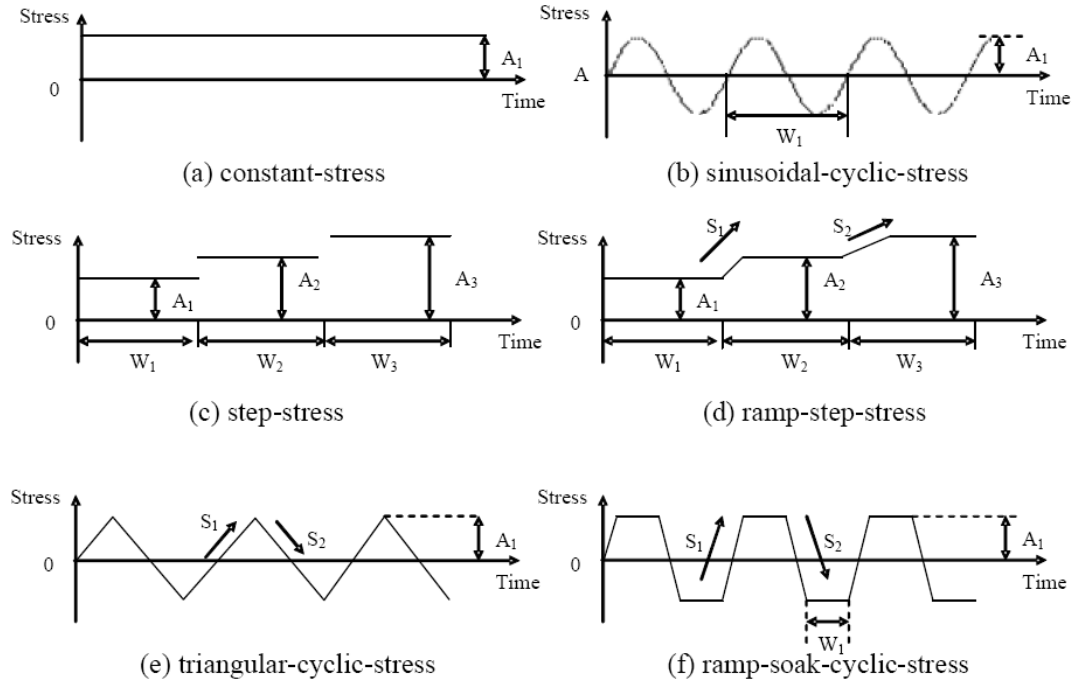 Stress
A₁
0
Time
(a) constant-stress
Stress
A₁
A
Time
W₁
(b) sinusoidal-cyclic-stress
Stress
A₁
A₂
A₃
0
Time
W₁ W₂ W₃
(c) step-stress
Stress
S₁ S₂
A₁
A₂
A₃
0
Time
W₁ W₂ W₃
(d) ramp-step-stress
Stress
S₁ S₂
A₁
0
Time
(e) triangular-cyclic-stress
Stress
S₁ S₂
A₁
0
Time
W₁
(f) ramp-soak-cyclic-stress